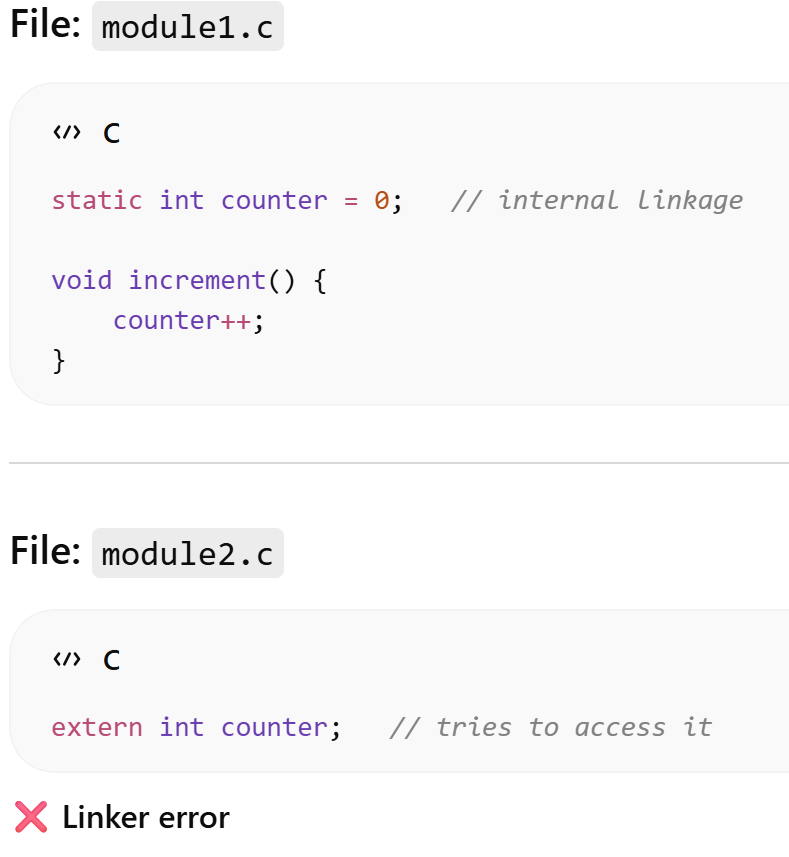 File: module1.c
C
static int counter = 0;   // internal linkage
void increment() {
    counter++;
}
File: module2.c
C
extern int counter;   // tries to access it
❌ Linker error